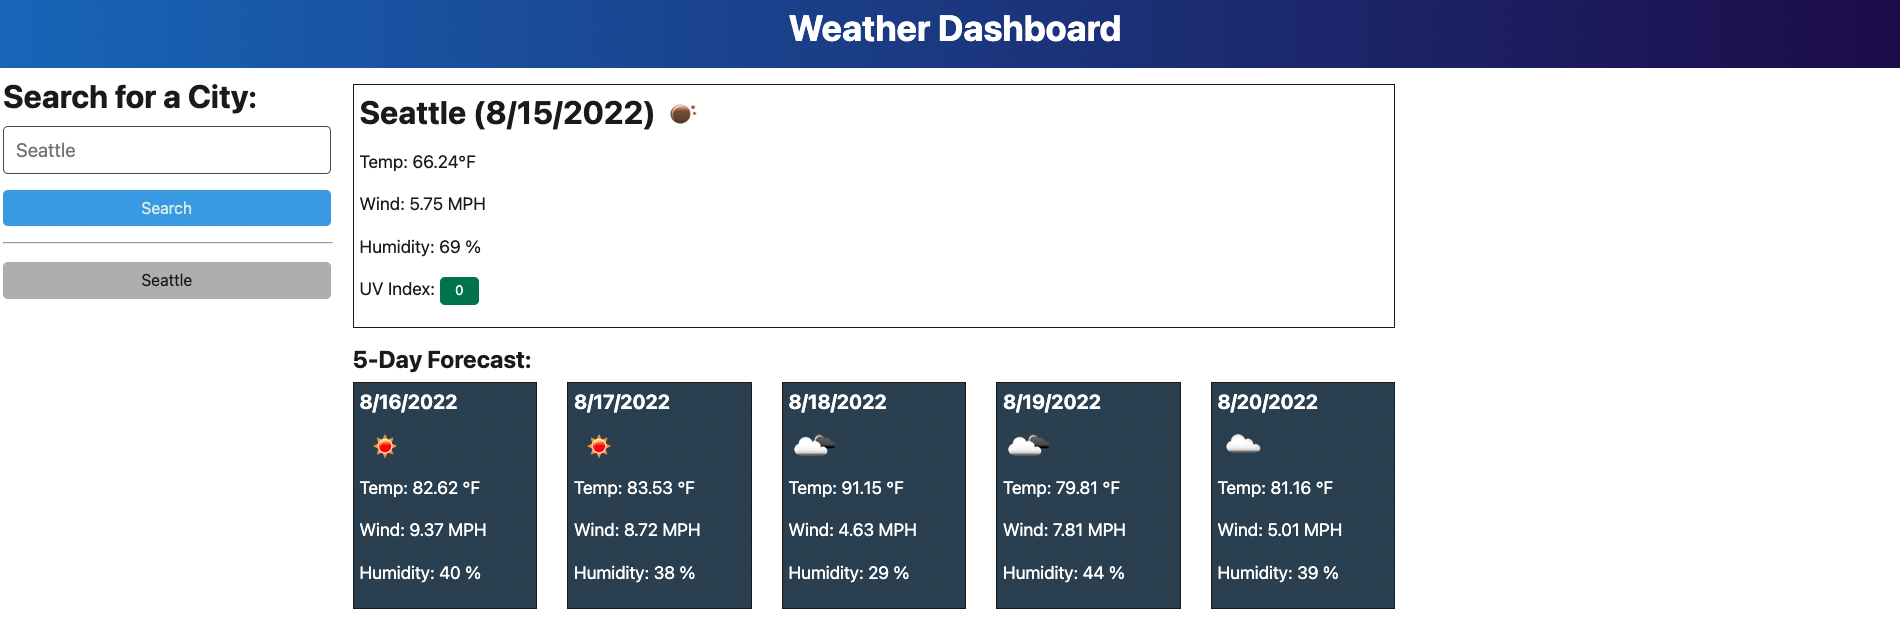 Weather Dashboard
Search for a City:
Seattle
Search
Seattle
Seattle (8/15/2022)
Temp: 66.24°F
Wind: 5.75 MPH
Humidity: 69 %
UV Index: 0
5-Day Forecast:
8/16/2022
Temp: 82.62 °F
Wind: 9.37 MPH
Humidity: 40 %
8/17/2022
Temp: 83.53 °F
Wind: 8.72 MPH
Humidity: 38 %
8/18/2022
Temp: 91.15 °F
Wind: 4.63 MPH
Humidity: 29 %
8/19/2022
Temp: 79.81 °F
Wind: 7.81 MPH
Humidity: 44 %
8/20/2022
Temp: 81.16 °F
Wind: 5.01 MPH
Humidity: 39 %